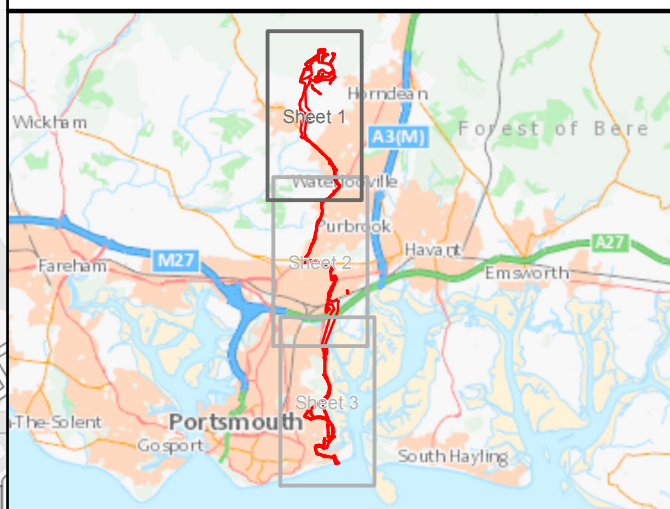 Horndean
Sheet 1
Wickham
A3(M)
Forest of Bere
Waterlooville
Purbrook
Havant
A27
M27
Sheet 2
Fareham
Emsworth
Sheet 3
n-The-Solent
Portsmouth
Gosport
South Hayling